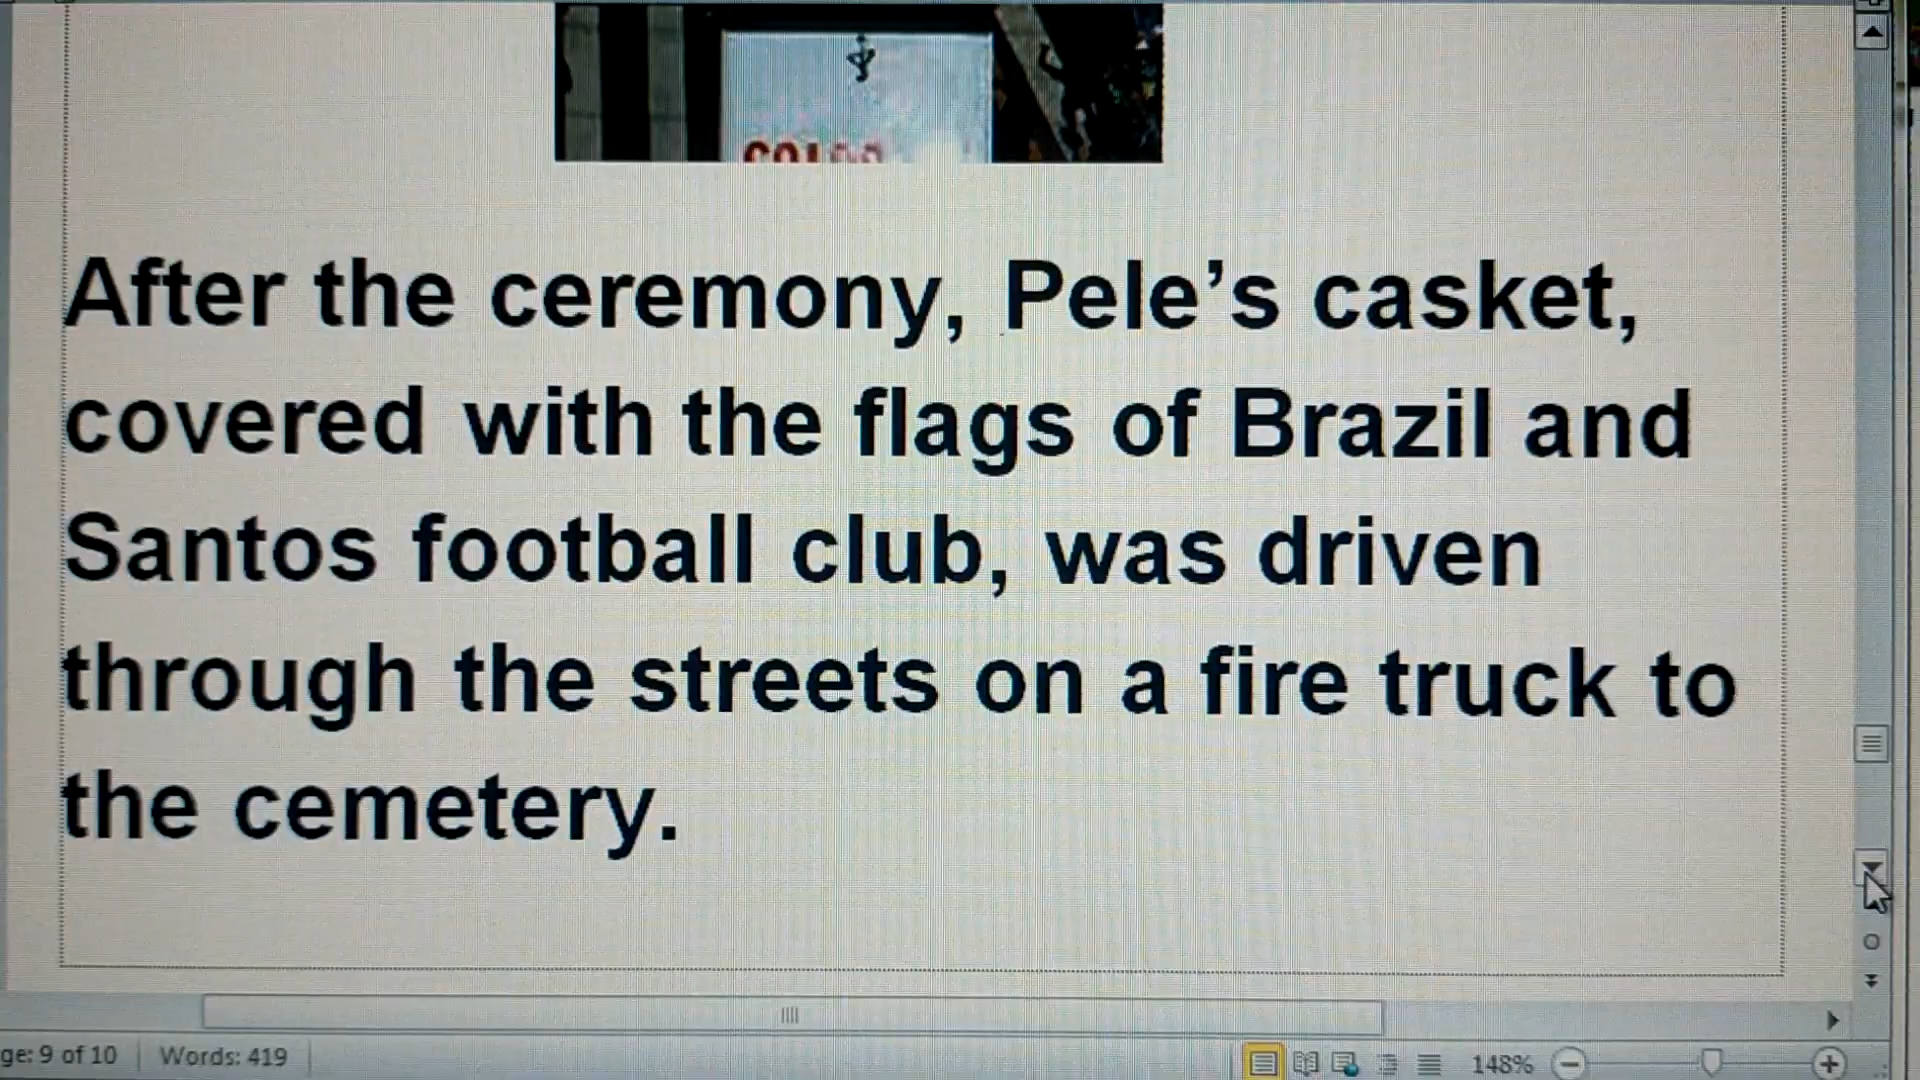 After the ceremony, Pele’s casket,
covered with the flags of Brazil and
Santos football club, was driven
through the streets on a fire truck to
the cemetery.
ge: 9 of 10 Words: 419 148%